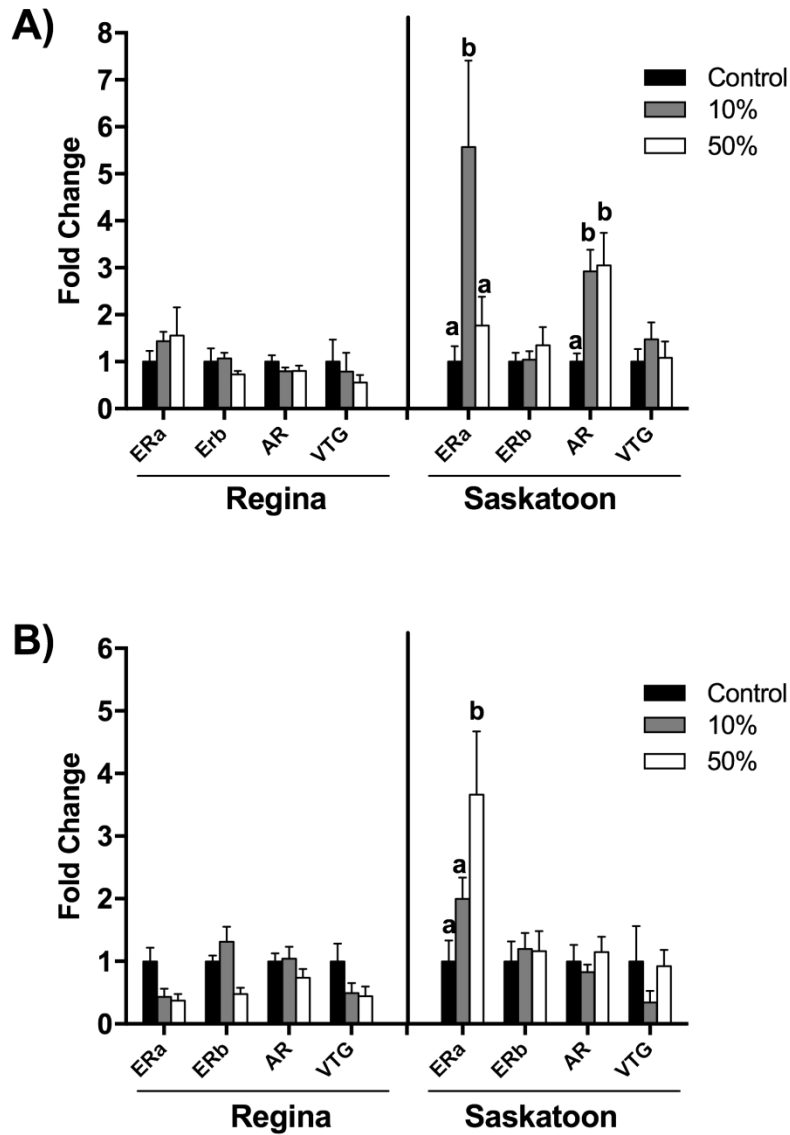 A)
8
7
6
5
4
3
2
1
0
Fold Change
a
b
a
a
b
b
Control
10%
50%
ERa
Erb
AR
VTG
ERa
ERb
AR
VTG
Regina
Saskatoon
B)
6
5
4
3
2
1
0
Fold Change
a
a
b
Control
10%
50%
ERa
ERb
AR
VTG
ERa
ERb
AR
VTG
Regina
Saskatoon